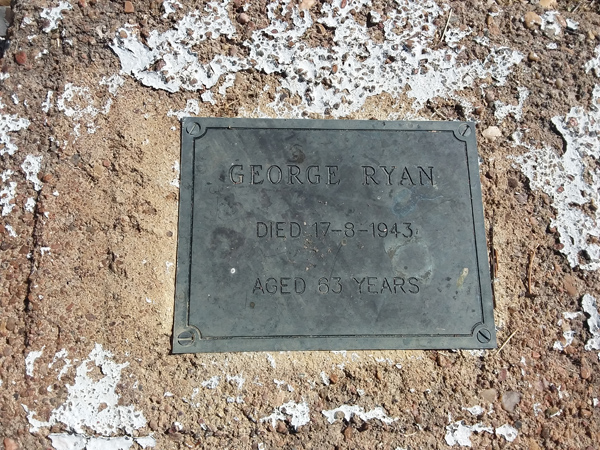 GEORGE RYAN
DIED 17-8-1943
AGED 63 YEARS